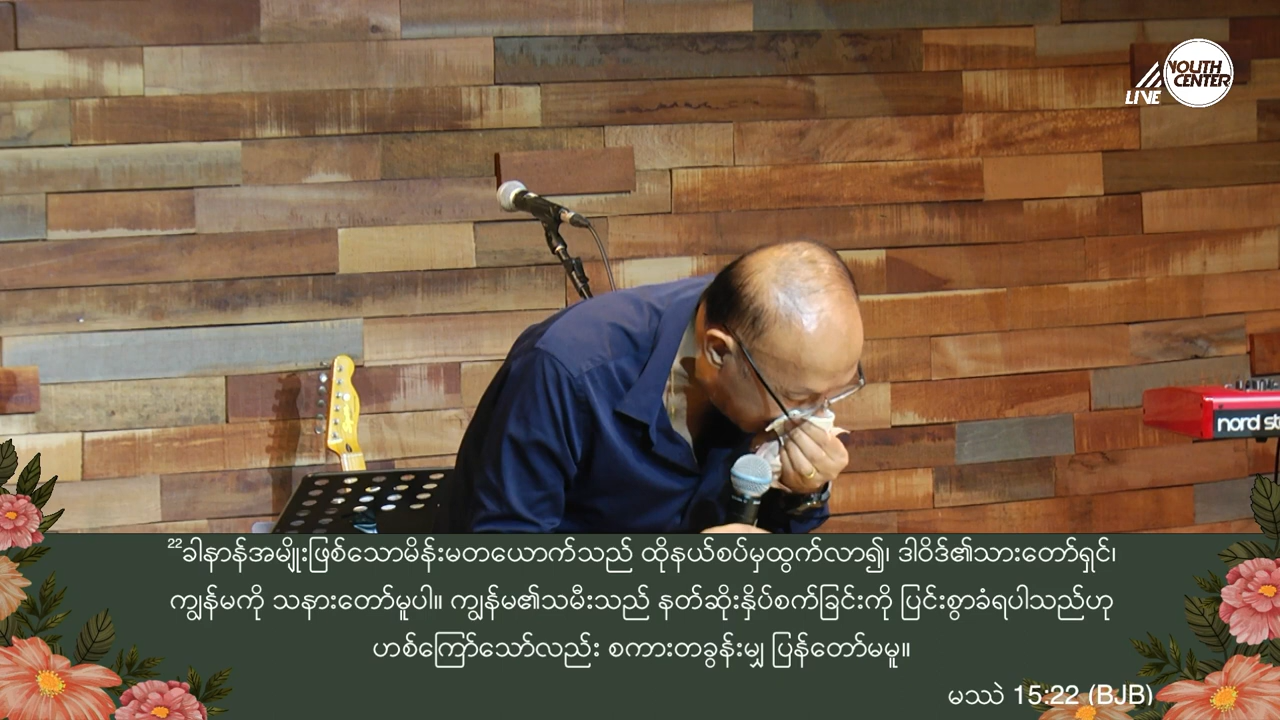 YOUTH
CENTER
LIVE
nord st
²²ခါနာန်အမျိုးဖြစ်သောမိန်းမတယောက်သည် ထိုနယ်စပ်မှထွက်လာ၍၊ ဒါဝိဒ်၏သားတော်ရှင်၊
ကျွန်မကို သနားတော်မူပါ။ ကျွန်မ၏သမီးသည် နတ်ဆိုးနှိပ်စက်ခြင်းကို ပြင်းစွာခံရပါသည်ဟု
ဟစ်ကြော်သော်လည်း စကားတခွန်းမျှ ပြန်တော်မမူ။
မဿဲ 15:22 (BJB)